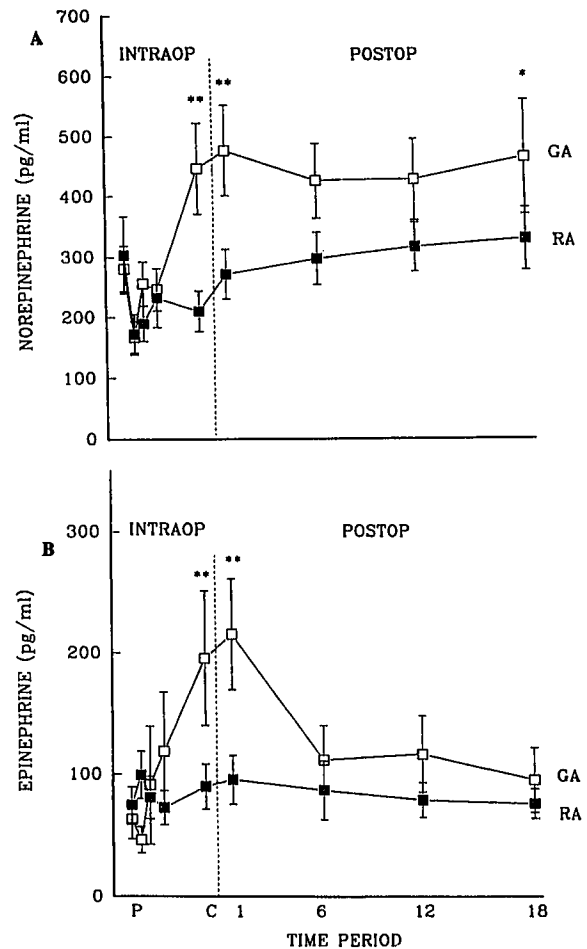 700
A
INTRAOP
POSTOP
600
**
**
*
500
GA
400
RA
300
200
100
0
NOREPINEPHRINE (pg/ml)
B
INTRAOP
POSTOP
300
**
**
200
100
GA
RA
0
EPINEPHRINE (pg/ml)
P
C
1
6
12
18
TIME PERIOD